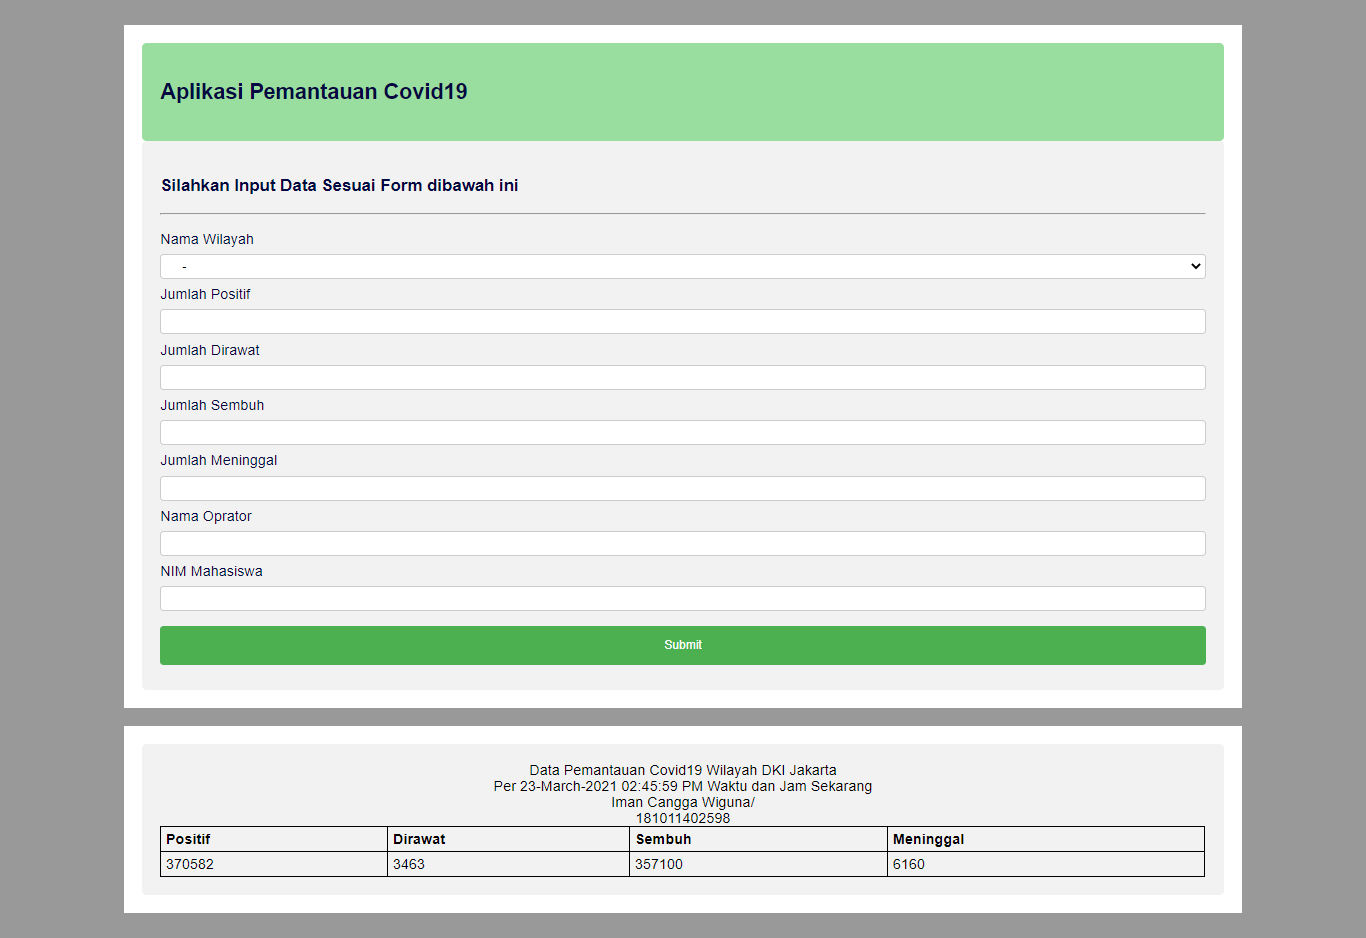 Aplikasi Pemantauan Covid19
Silahkan Input Data Sesuai Form dibawah ini
Nama Wilayah
-
Jumlah Positif
Jumlah Dirawat
Jumlah Sembuh
Jumlah Meninggal
Nama Oprator
NIM Mahasiswa
Submit
Data Pemantauan Covid19 Wilayah DKI Jakarta
Per 23-March-2021 02:45:59 PM Waktu dan Jam Sekarang
Iman Cangga Wiguna/
181011402598
Positif Dirawat Sembuh Meninggal
370582 3463 357100 6160